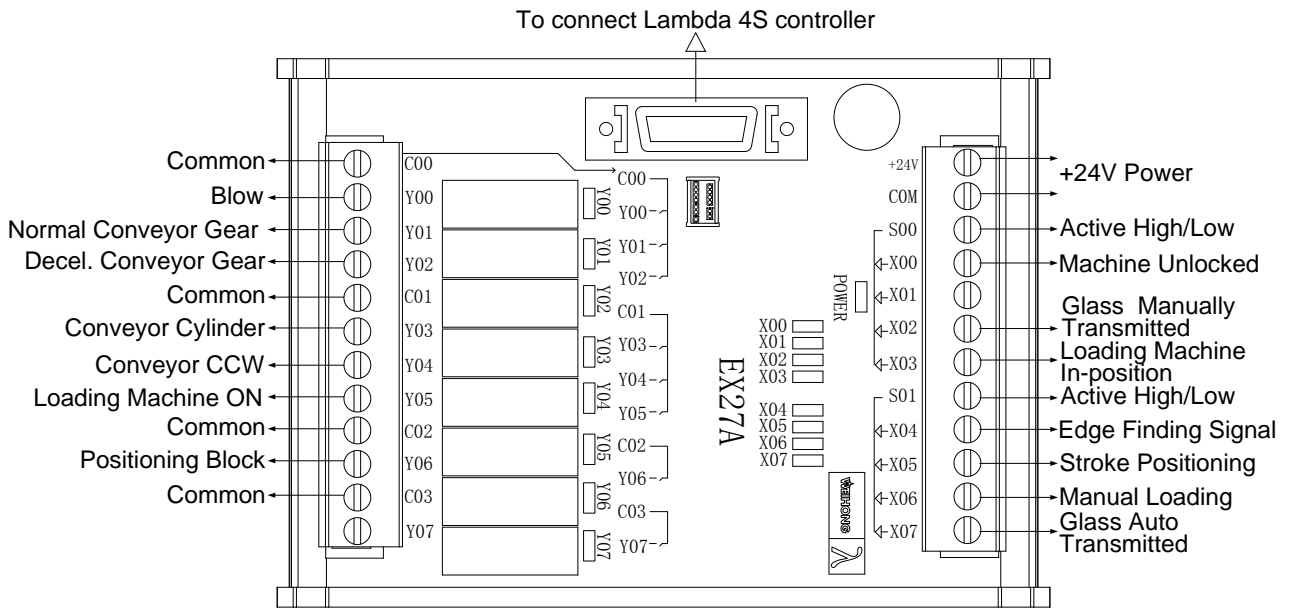 To connect Lambda 4S controller
Common
Blow
Normal Conveyor Gear
Decel. Conveyor Gear
Common
Conveyor Cylinder
Conveyor CCW
Loading Machine ON
Common
Positioning Block
Common
C00
Y00
Y01
Y02
C01
Y03
Y04
Y05
C02
Y06
C03
Y07
Y00
Y01
Y02
Y03
Y04
Y05
Y06
Y07
C00
Y00
Y01
Y02
C01
Y03
Y04
Y05
C02
Y06
C03
Y07
EX27A
X00
X01
X02
X03
X04
X05
X06
X07
POWER
WEIHONG
λ
+24V
COM
S00
X00
X01
X02
X03
S01
X04
X05
X06
X07
+24V Power
Active High/Low
Machine Unlocked
Glass Manually
Transmitted
Loading Machine
In-position
Active High/Low
Edge Finding Signal
Stroke Positioning
Manual Loading
Glass Auto
Transmitted